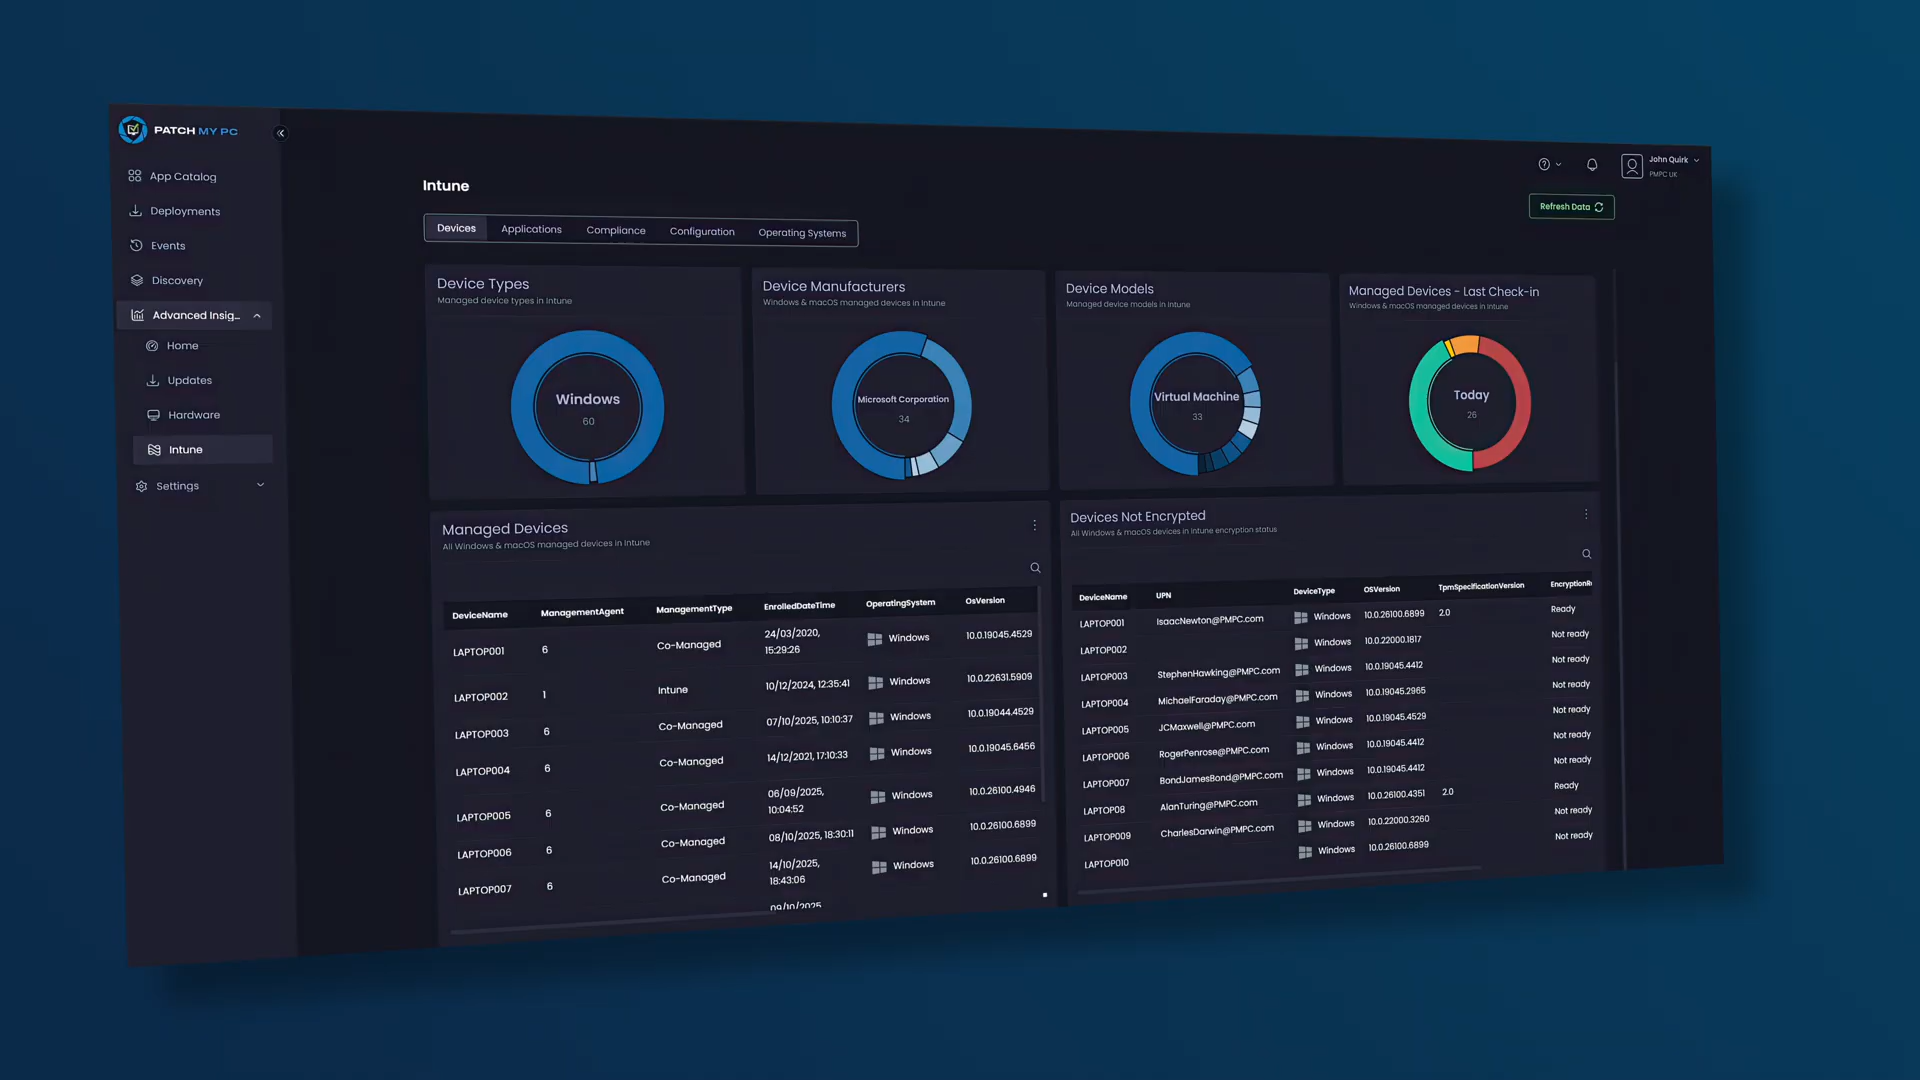 PATCH MY PC
App Catalog
Deployments
Events
Discovery
Advanced Insig...
Home
Updates
Hardware
Intune
Settings
John Quirk
PMPC UK
Intune
Refresh Data
Devices Applications Compliance Configuration Operating Systems
Device Types
Managed device types in Intune
Windows
60
Device Manufacturers
Windows & macOS managed devices in Intune
Microsoft Corporation
34
Device Models
Managed device models in Intune
Virtual Machine
33
Managed Devices - Last Check-in
Windows & macOS managed devices in Intune
Today
26
Managed Devices
All Windows & macOS managed devices in Intune
DeviceName ManagementAgent ManagementType EnrolledDateTime OperatingSystem OsVersion
LAPTOP001 6 Co-Managed 24/03/2020, 15:29:26 Windows 10.0.19045.4529
LAPTOP002 1 Intune 10/12/2024, 12:35:41 Windows 10.0.22631.5909
LAPTOP003 6 Co-Managed 07/10/2025, 10:10:37 Windows 10.0.19044.4529
LAPTOP004 6 Co-Managed 14/12/2021, 17:10:33 Windows 10.0.19045.6456
LAPTOP005 6 Co-Managed 06/09/2025, 10:04:52 Windows 10.0.26100.4946
LAPTOP006 6 Co-Managed 08/10/2025, 18:30:11 Windows 10.0.26100.6899
LAPTOP007 6 Co-Managed 14/10/2025, 18:43:06 Windows 10.0.26100.6899
09/10/2025
Devices Not Encrypted
All Windows & macOS devices in Intune encryption status
DeviceName UPN DeviceType OSVersion TpmSpecificationVersion EncryptionRe
LAPTOP001 IsaacNewton@PMPC.com Windows 10.0.26100.6899 2.0 Ready
LAPTOP002 Windows 10.0.22000.1817 Not ready
LAPTOP003 StephenHawking@PMPC.com Windows 10.0.19045.4412 Not ready
LAPTOP004 MichaelFaraday@PMPC.com Windows 10.0.19045.2965 Not ready
LAPTOP005 JCMaxwell@PMPC.com Windows 10.0.19045.4529 Not ready
LAPTOP006 RogerPenrose@PMPC.com Windows 10.0.19045.4412 Not ready
LAPTOP007 BondJamesBond@PMPC.com Windows 10.0.19045.4412 Not ready
LAPTOP08 AlanTuring@PMPC.com Windows 10.0.26100.4351 2.0 Ready
LAPTOP009 CharlesDarwin@PMPC.com Windows 10.0.22000.3260 Not ready
LAPTOP010 Windows 10.0.26100.6899 Not ready